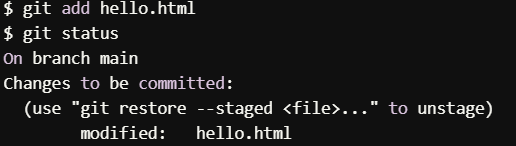 $ git add hello.html
$ git status
On branch main
Changes to be committed:
  (use "git restore --staged <file>..." to unstage)
        modified:   hello.html